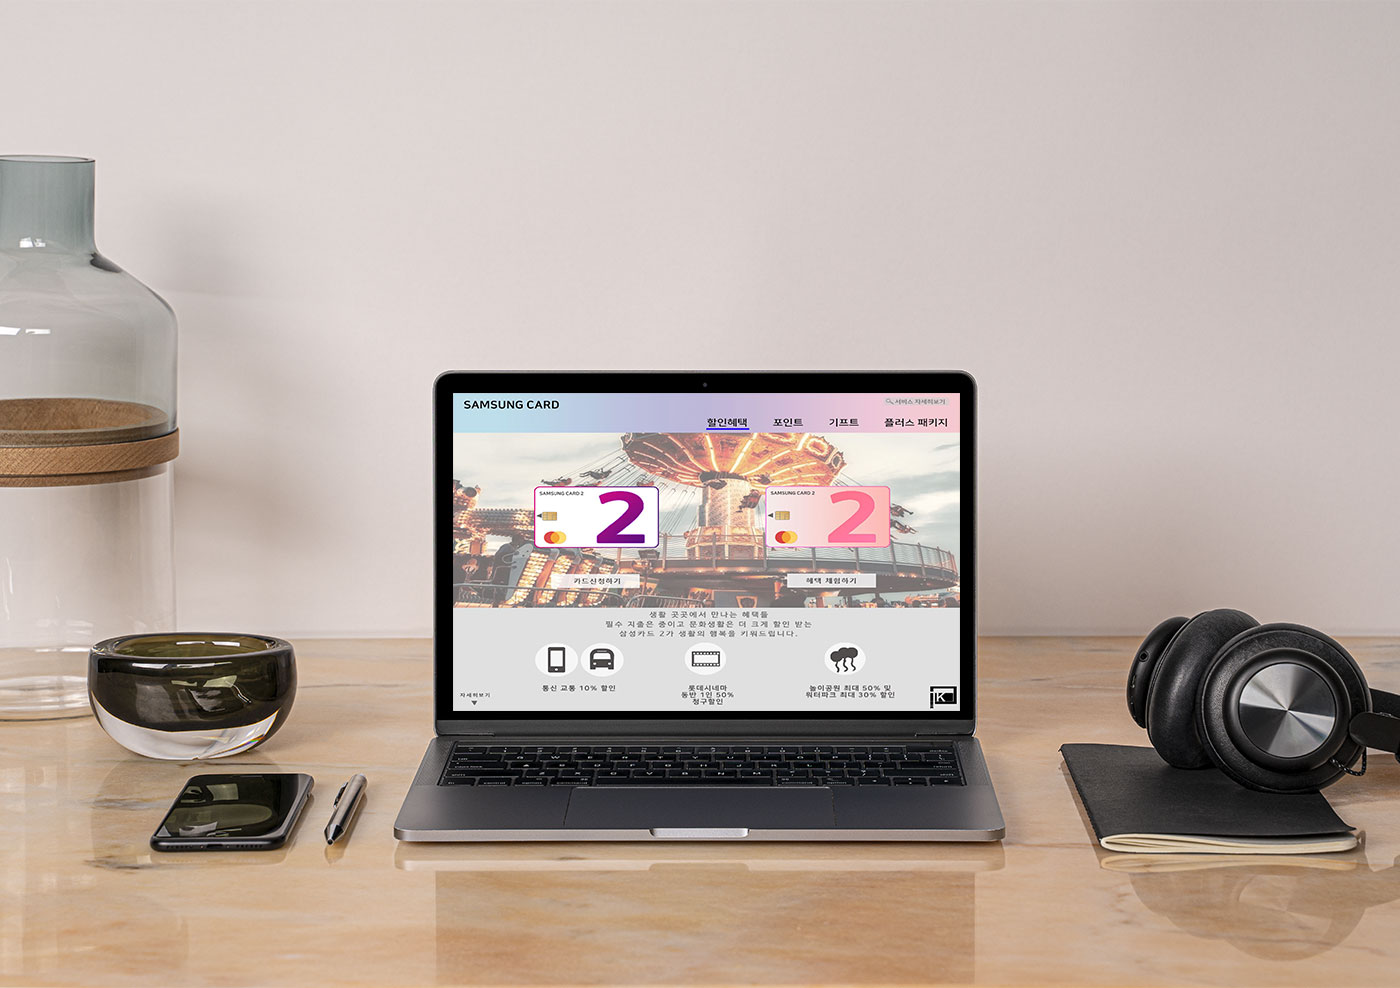 SAMSUNG CARD
서비스 자세히보기
할인혜택 포인트 기프트 플러스 패키지
SAMSUNG CARD 2
2
SAMSUNG CARD 2
2
카드신청하기
혜택 체험하기
생활 곳곳에서 만나는 혜택들
필수 지출은 줄이고 문화생활은 더 크게 할인 받는
삼성카드 2가 생활의 행복을 키워드립니다.
통신 교통 10% 할인
롯데시네마
동반 1인 50%
청구할인
놀이공원 최대 50% 및
워터파크 최대 30% 할인
자세히보기
jK